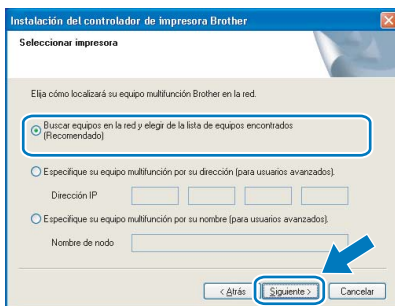 Instalación del controlador de impresora Brother
Seleccionar impresora
Elija cómo localizará su equipo multifunción Brother en la red.
Buscar equipos en la red y elegir de la lista de equipos encontrados
(Recomendado)
Especifique su equipo multifunción por su dirección (para usuarios avanzados).
Dirección IP
Especifique su equipo multifunción por su nombre (para usuarios avanzados).
Nombre de nodo
< Atrás
Siguiente >
Cancelar